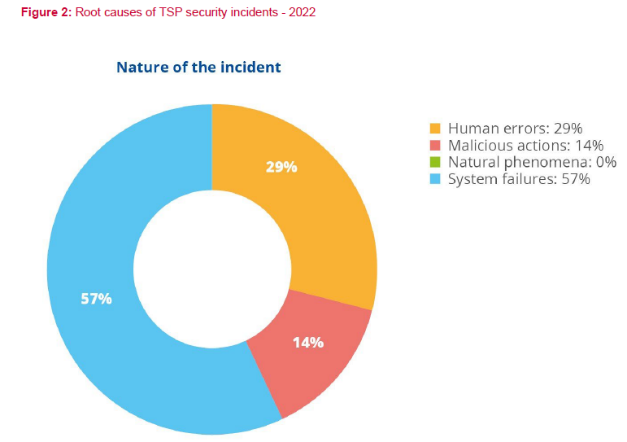 Figure 2: Root causes of TSP security incidents - 2022
Nature of the incident
Human errors: 29%
Malicious actions: 14%
Natural phenomena: 0%
System failures: 57%
29%
57%
14%